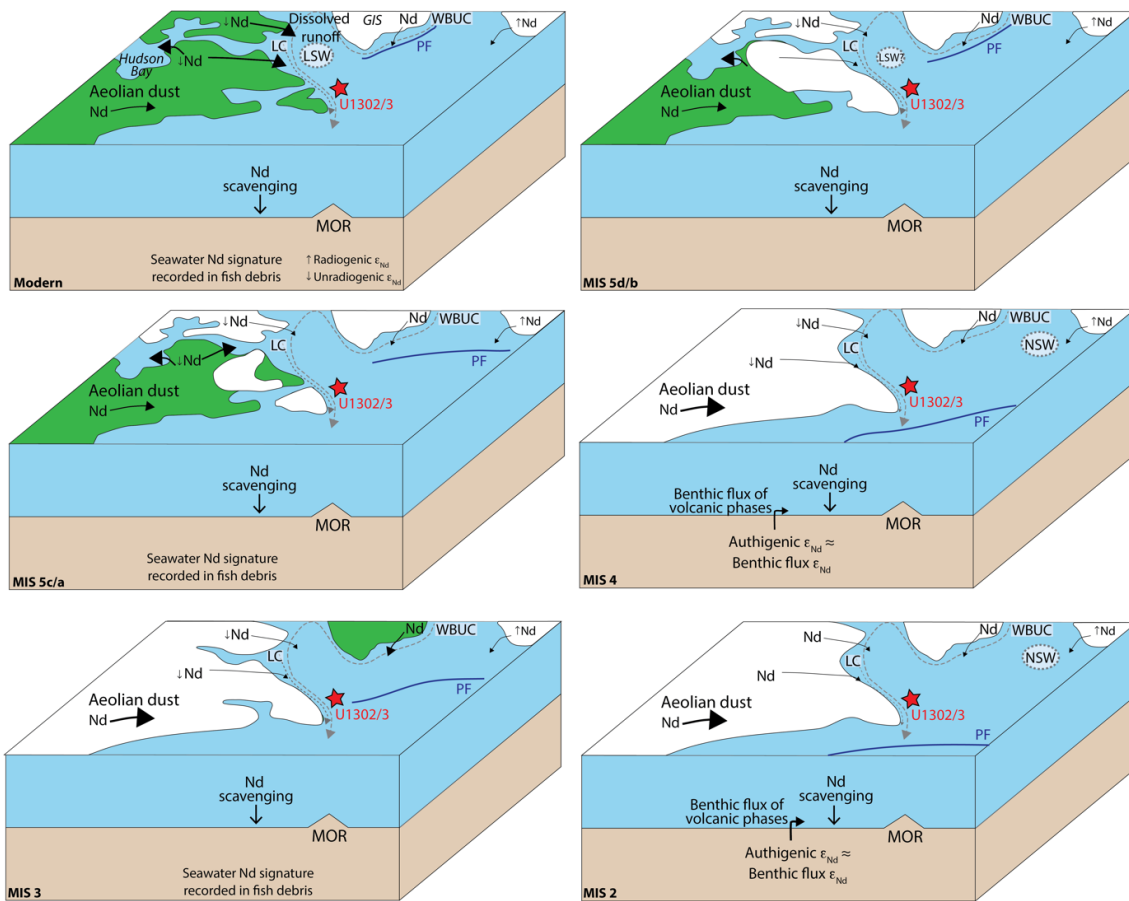 ↓Nd
Dissolved
runoff
GIS
Nd
WBUC
↑Nd
LC
LSW
PF
Hudson
Bay
↓Nd
Aeolian dust
Nd
U1302/3
Nd
scavenging
MOR
Seawater Nd signature
recorded in fish debris
↑ Radiogenic εNd
↓ Unradiogenic εNd
Modern
Nd
WBUC
↑Nd
LC
LSW?
PF
Aeolian dust
Nd
U1302/3
Nd
scavenging
MOR
MIS 5d/b
↓Nd
Nd
WBUC
↑Nd
LC
PF
↓Nd
Aeolian dust
Nd
U1302/3
Nd
scavenging
MOR
Seawater Nd signature
recorded in fish debris
MIS 5c/a
↓Nd
Nd
WBUC
↑Nd
LC
NSW
↓Nd
Aeolian dust
Nd
U1302/3
PF
Nd
scavenging
Benthic flux of
volcanic phases
MOR
Authigenic εNd ≈
Benthic flux εNd
MIS 4
↓Nd
Nd
WBUC
↑Nd
LC
↓Nd
PF
Aeolian dust
Nd
U1302/3
Nd
scavenging
MOR
Seawater Nd signature
recorded in fish debris
MIS 3
Nd
Nd
WBUC
↑Nd
LC
NSW
Nd
Aeolian dust
Nd
U1302/3
PF
Nd
scavenging
Benthic flux of
volcanic phases
MOR
Authigenic εNd ≈
Benthic flux εNd
MIS 2